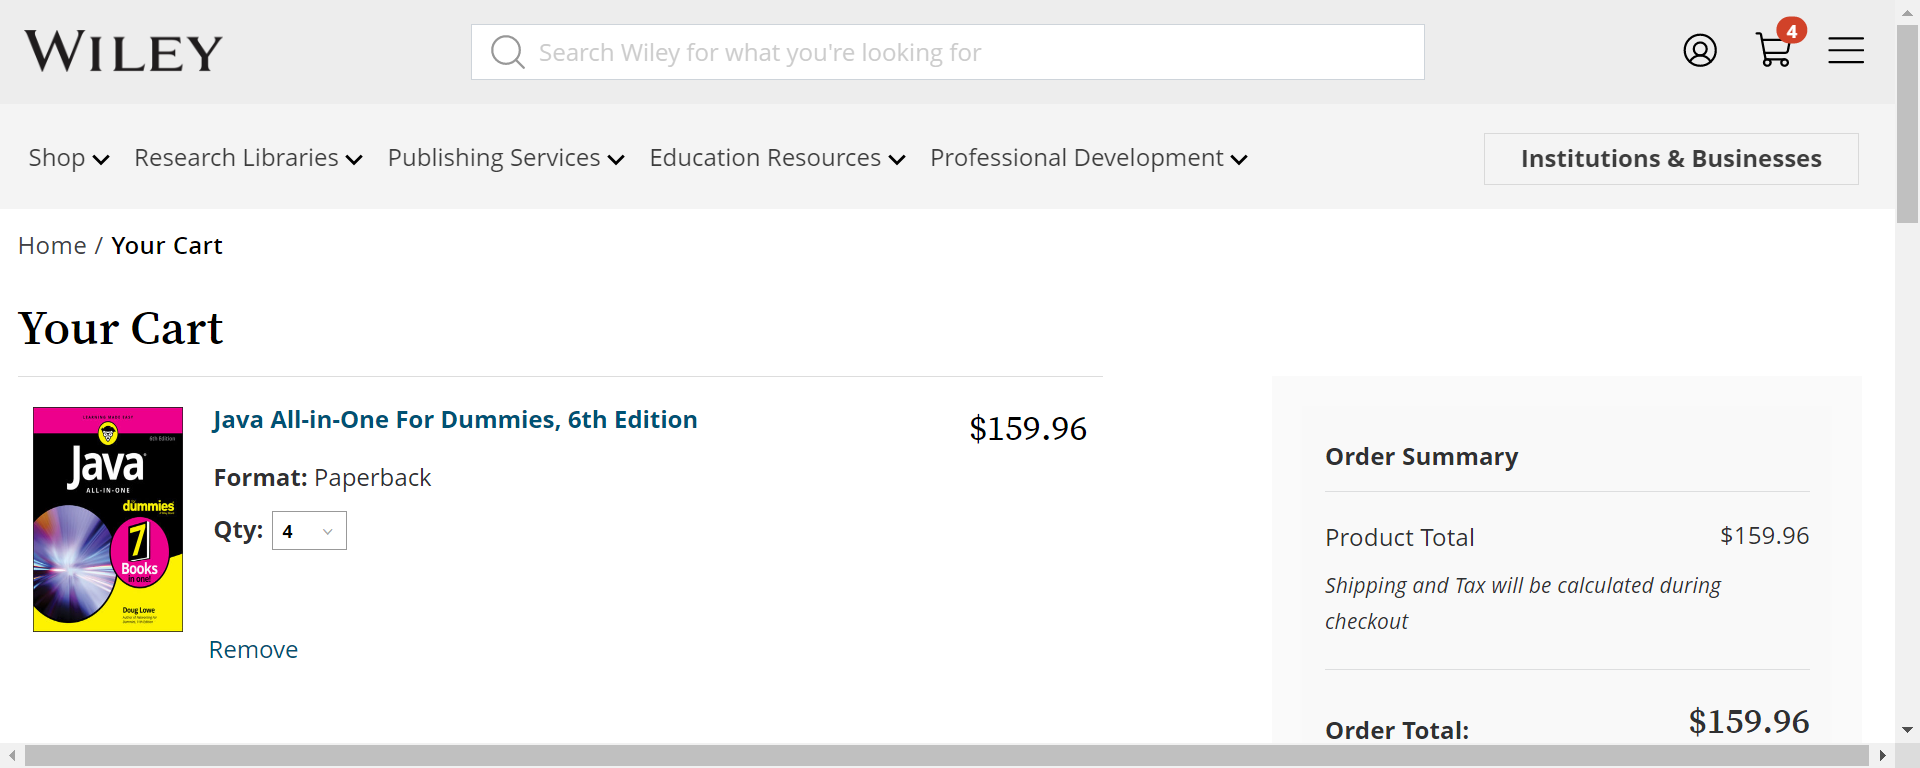 WILEY
Search Wiley for what you're looking for
4
Shop
Research Libraries
Publishing Services
Education Resources
Professional Development
Institutions & Businesses
Home / Your Cart
Your Cart
LEARNING MADE EASY
6th Edition
Java
ALL-IN-ONE
for
dummies
7
Books
in one!
Doug Lowe
Java All-in-One For Dummies, 6th Edition
$159.96
Format: Paperback
Qty: 4
Remove
Order Summary
Product Total $159.96
Shipping and Tax will be calculated during
checkout
Order Total: $159.96